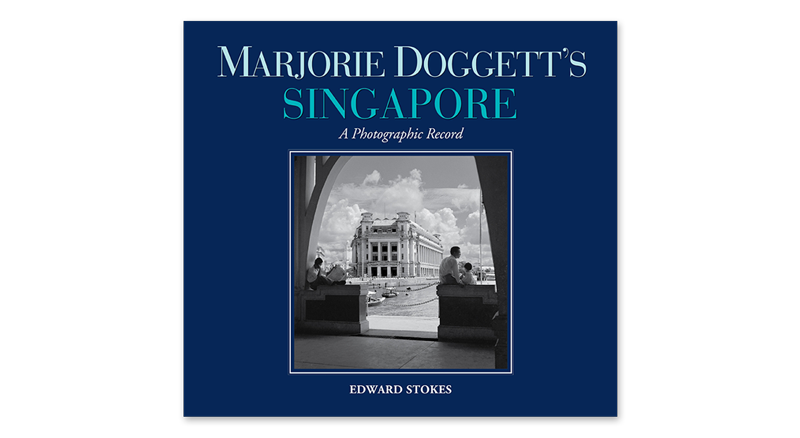 MARJORIE DOGGETT'S
SINGAPORE
A Photographic Record
EDWARD STOKES